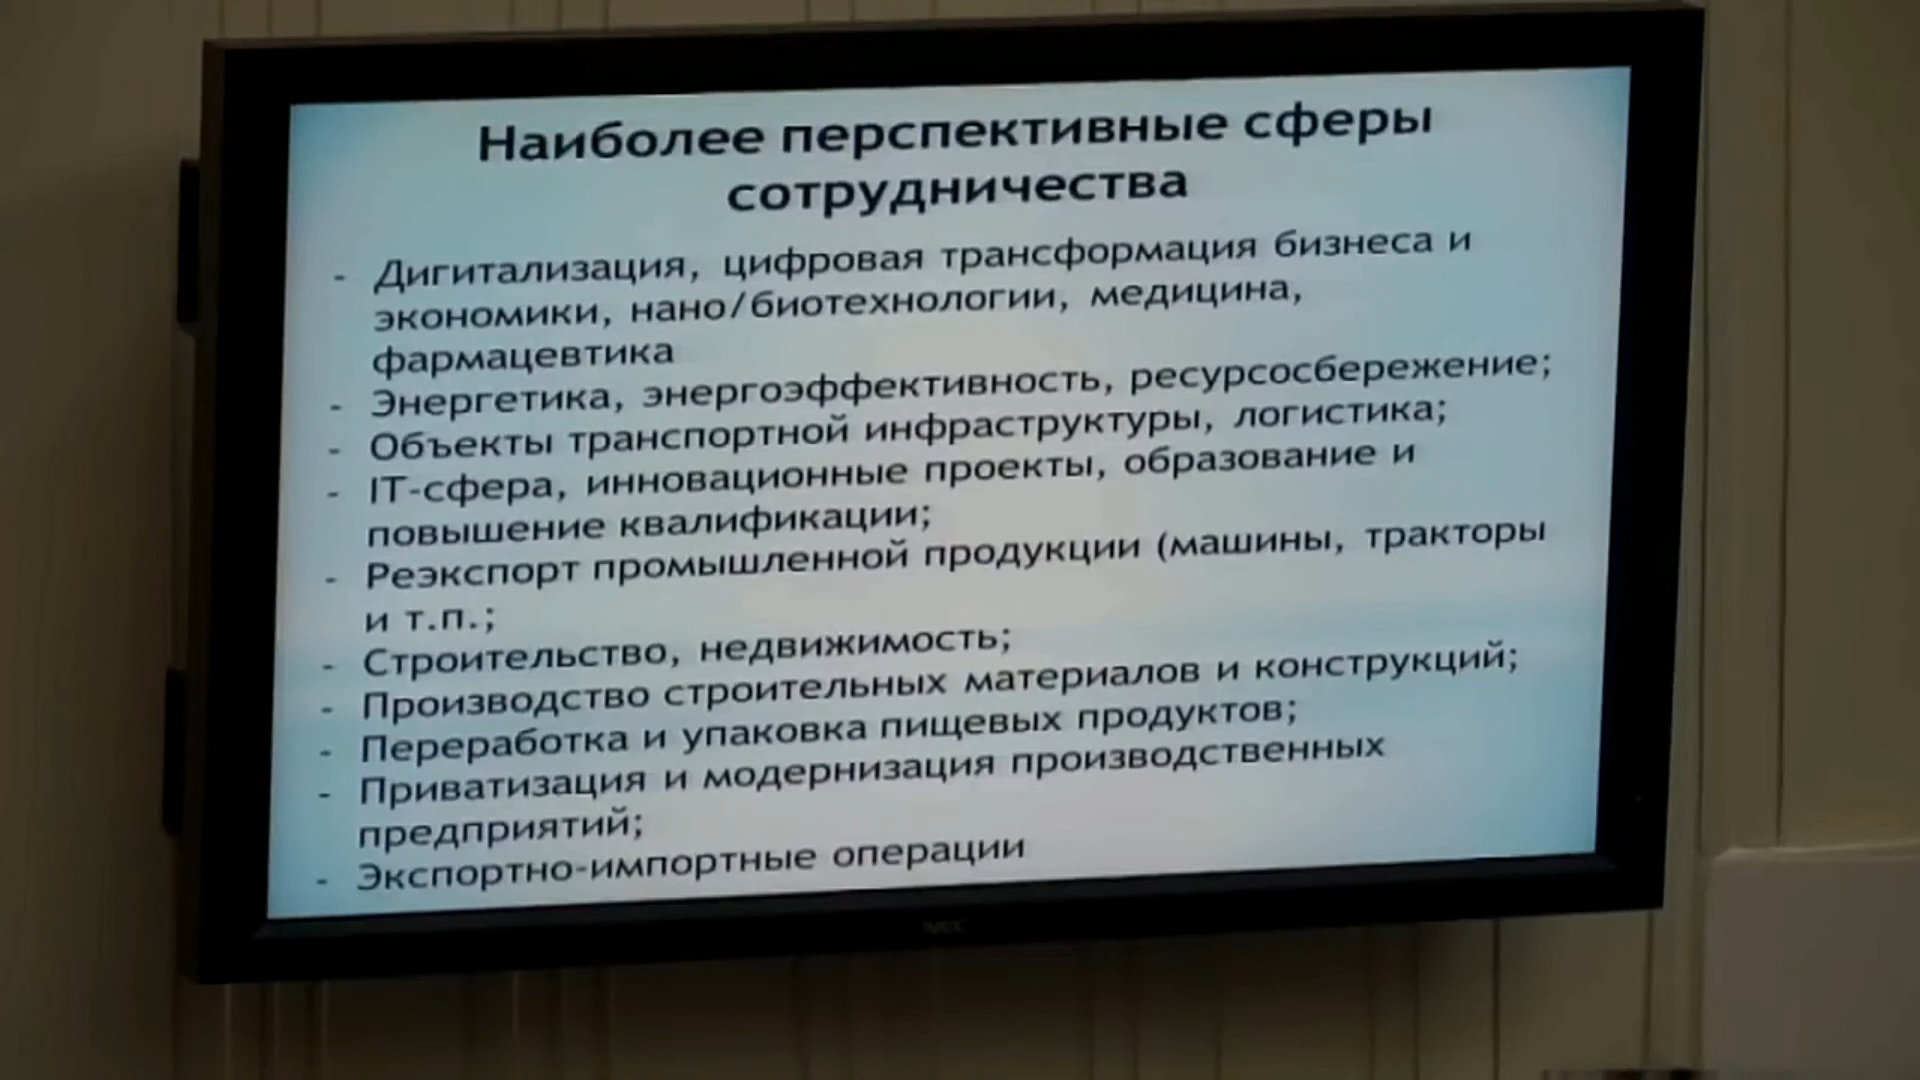 Наиболее перспективные сферы
сотрудничества
- Дигитализация, цифровая трансформация бизнеса и
экономики, нано/биотехнологии, медицина,
фармацевтика
- Энергетика, энергоэффективность, ресурсосбережение;
- Объекты транспортной инфраструктуры, логистика;
- IT-сфера, инновационные проекты, образование и
повышение квалификации;
- Реэкспорт промышленной продукции (машины, тракторы
и т.п.;
- Строительство, недвижимость;
- Производство строительных материалов и конструкций;
- Переработка и упаковка пищевых продуктов;
- Приватизация и модернизация производственных
предприятий;
- Экспортно-импортные операции
NEC